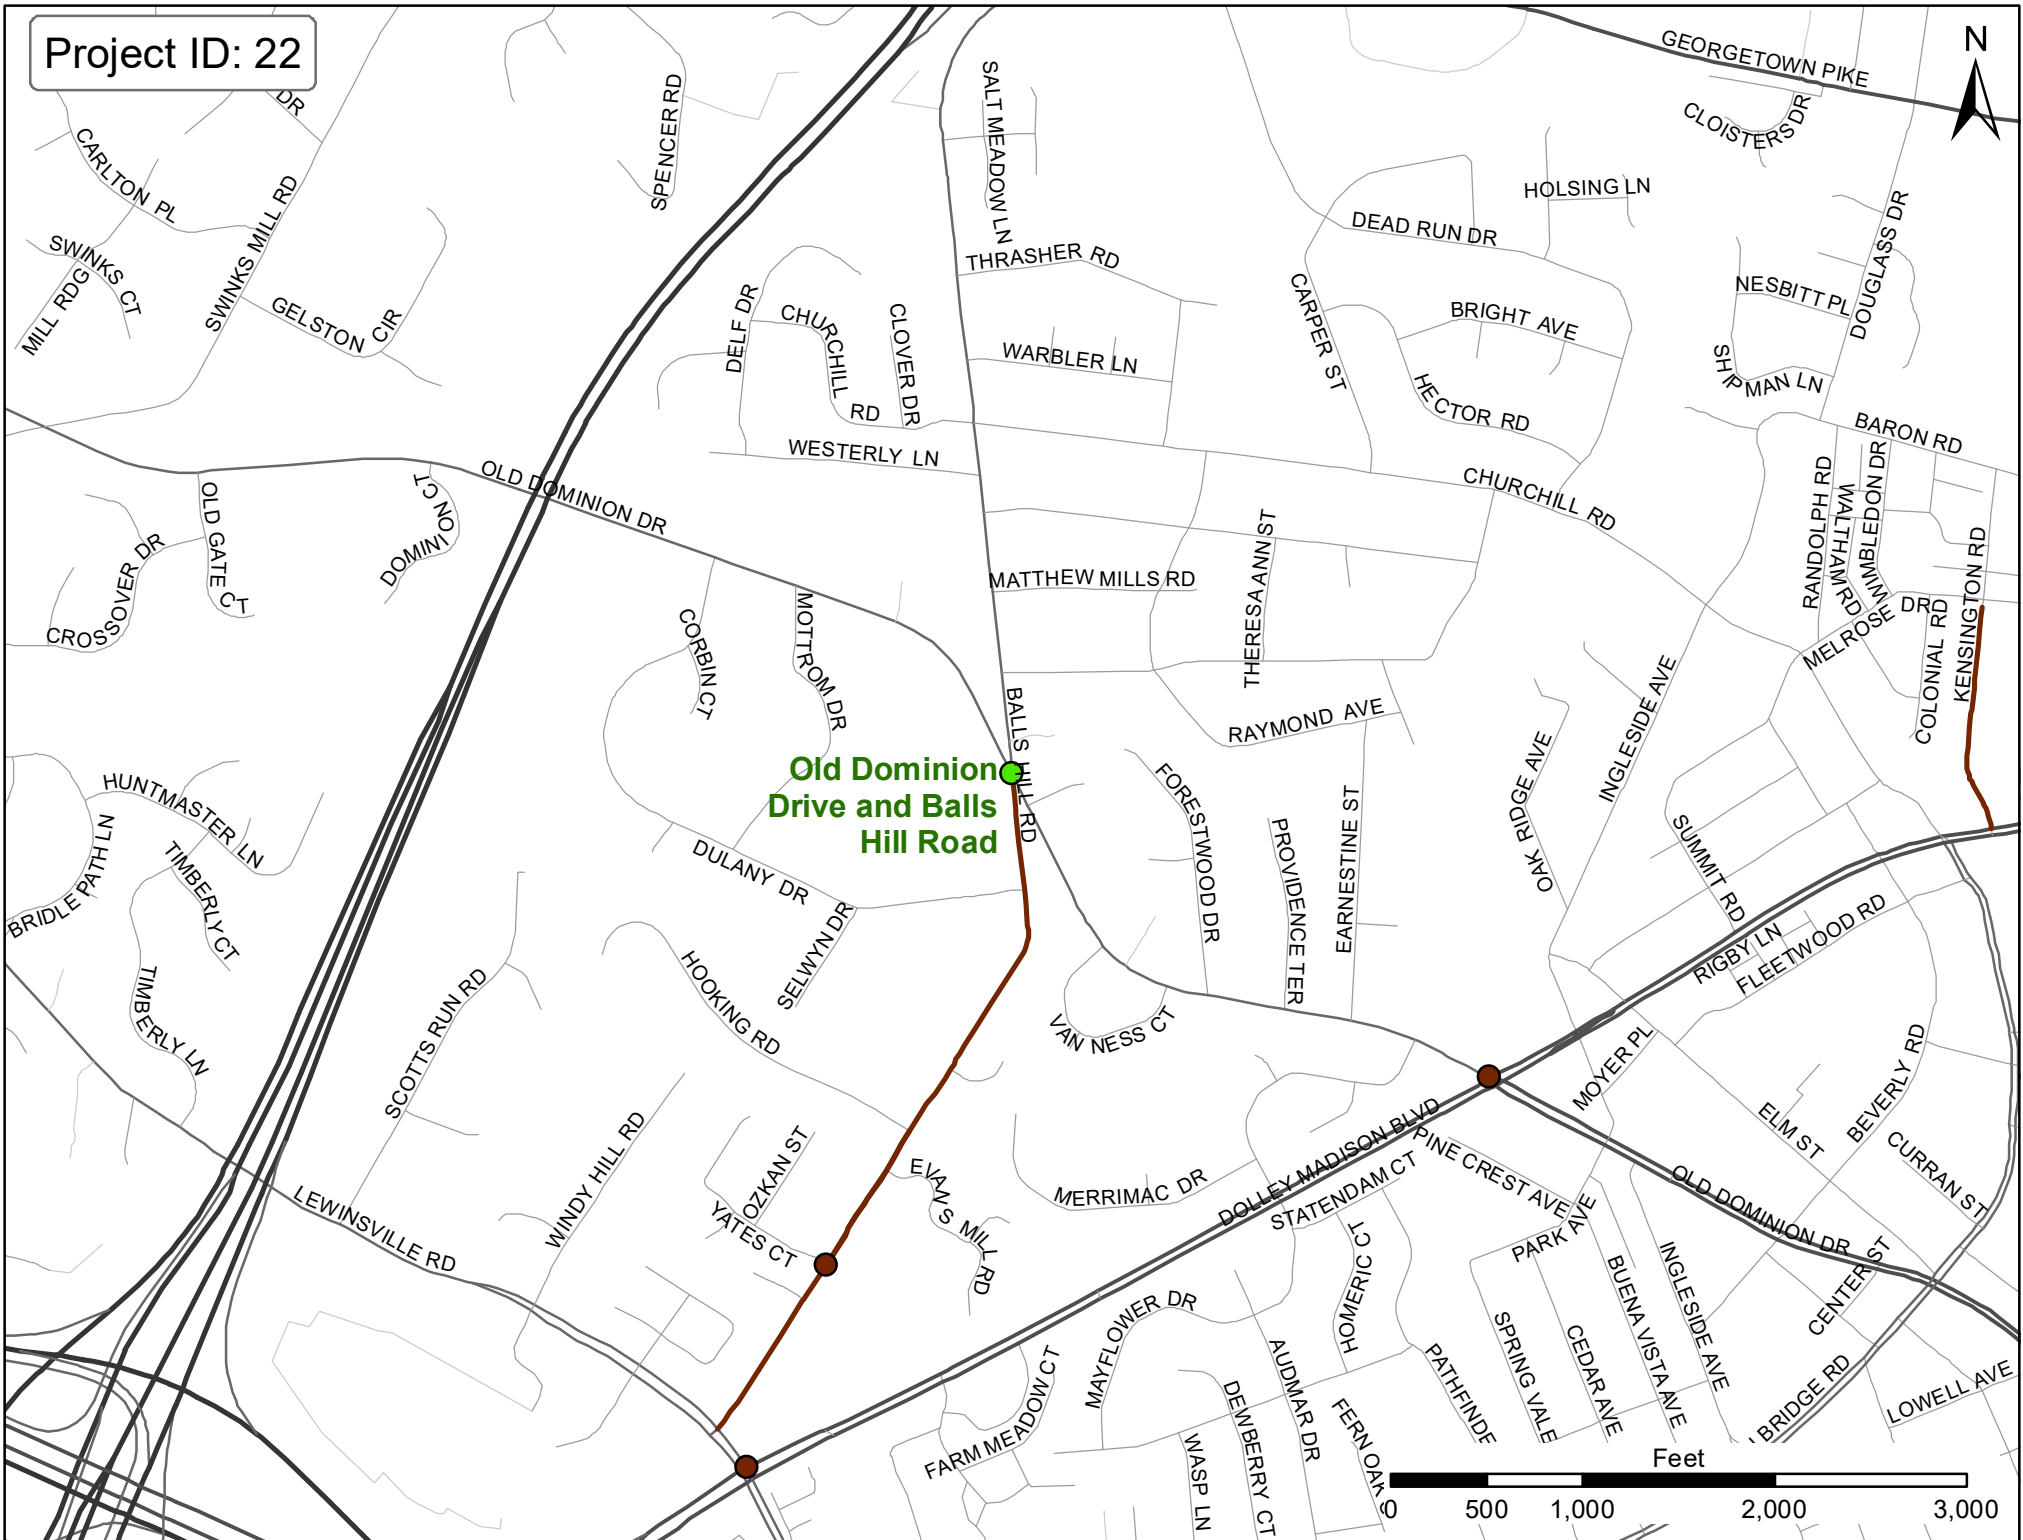 Project ID: 22
N
GEORGETOWN PIKE
CLOISTERS DR
DR
CARLTON PL
SPENCER RD
SALT MEADOW LN
HOLSING LN
SWINKS MILL RD
DEAD RUN DR
DOUGLASS DR
SWINKS CT
MILL RDG
THRASHER RD
GELSTON CIR
DELF DR
CHURCHILL RD
CLOVER DR
CARPER ST
NESBITT PL
BRIGHT AVE
WARBLER LN
SHIPMAN LN
HECTOR RD
BARON RD
WESTERLY LN
OLD DOMINION DR
CHURCHILL RD
OLD GATE CT
DOMINION CT
CROSSOVER DR
RANDOLPH RD
WALTHAM RD
WIMBLEDON DR
KENSINGTON RD
THERESA ANN ST
MATTHEW MILLS RD
MELROSE DR
COLONIAL RD
CORBIN CT
MOTTROM DR
BALLS HILL RD
RAYMOND AVE
INGLESIDE AVE
OAK RIDGE AVE
Old Dominion
Drive and Balls
Hill Road
HUNTMASTER LN
FORESTWOOD DR
PROVIDENCE TER
EARNESTINE ST
SUMMIT RD
BRIDLE PATH LN
TIMBERLY CT
DULANY DR
SELWYN DR
RIGBY LN
FLEETWOOD RD
TIMBERLY LN
SCOTTS RUN RD
HOOKING RD
VAN NESS CT
MOYER PL
BEVERLY RD
ELM ST
CURRAN ST
WINDY HILL RD
OZKAN ST
YATES CT
EVANS MILL RD
MERRIMAC DR
DOLLEY MADISON BLVD
STATENDAM CT
PINE CREST AVE
PARK AVE
OLD DOMINION DR
LEWINSVILLE RD
HOMERIC CT
CENTER ST
BUENA VISTA AVE
INGLESIDE AVE
MAYFLOWER DR
AUDMAR DR
SPRING VALE
CEDAR AVE
PATHFINDE
FARM MEADOW CT
DEWBERRY CT
FERN OAK
WASP LN
LBRIDGE RD
LOWELL AVE
Feet
0 500 1,000 2,000 3,000